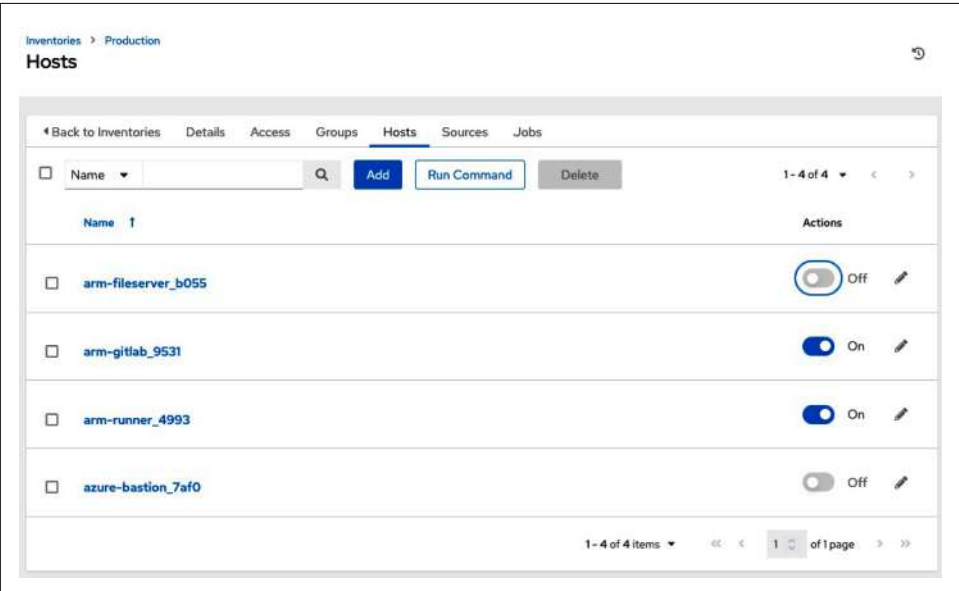 Inventories > Production
Hosts
Back to Inventories Details Access Groups Hosts Sources Jobs
Name Add Run Command Delete 1 - 4 of 4
Name Actions
arm-fileserver_b055 Off
arm-gitlab_9531 On
arm-runner_4993 On
azure-bastion_7af0 Off
1 - 4 of 4 items 1 of 1 page